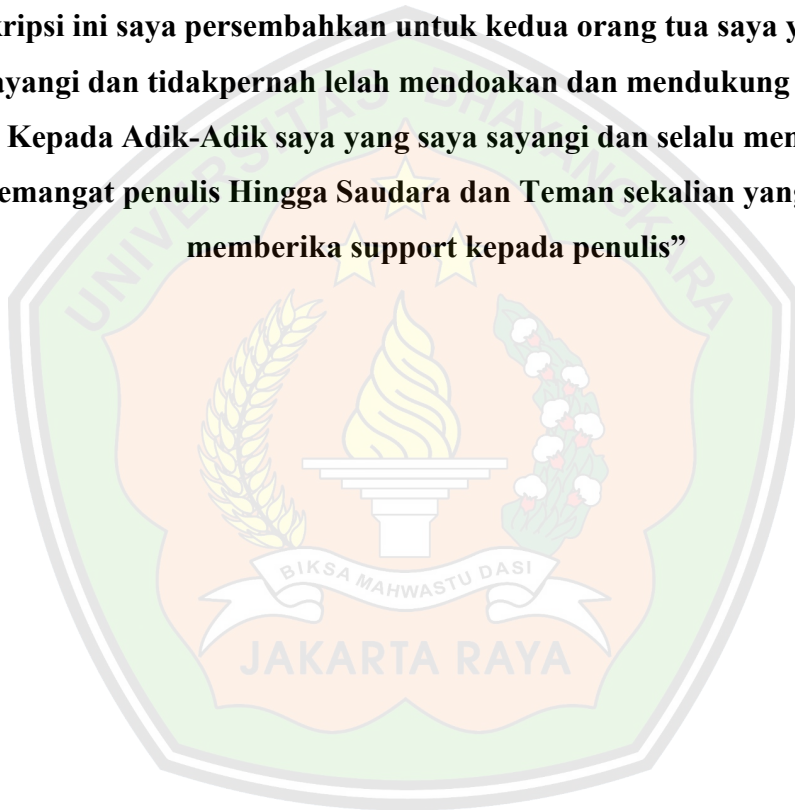 kripsi ini saya persembahkan untuk kedua orang tua saya y
ayangi dan tidakpernah lelah mendoakan dan mendukung
Kepada Adik-Adik saya yang saya sayangi dan selalu men
emangat penulis Hingga Saudara dan Teman sekalian yang
memberika support kepada penulis”
UNIVERSITAS BHAYANGKARA
BIKSA MAHWASTU DASI
JAKARTA RAYA